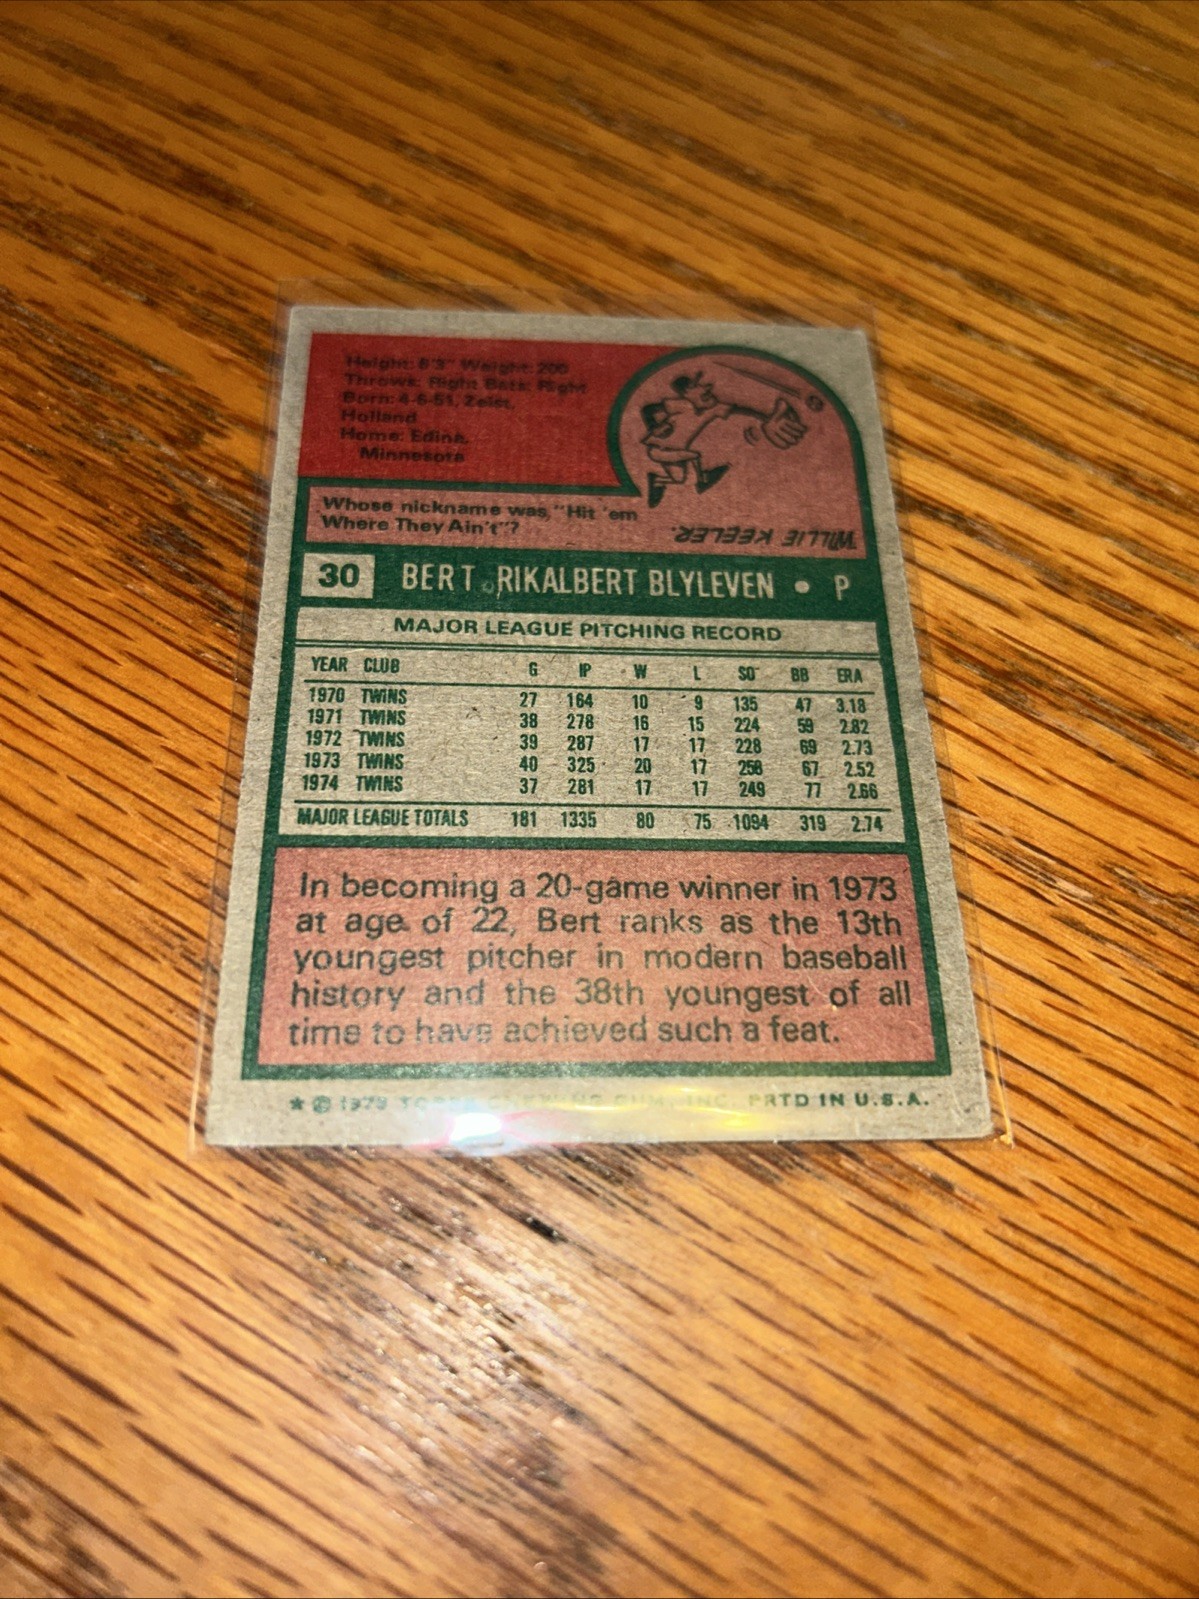 Height: 6'3" Weight: 200
Throws: Right Bats: Right
Born: 4-6-51, Zeist,
Holland
Home: Edina,
Minnesota
Whose nickname was, "Hit 'em
Where They Ain't"?
WILLIE KEELER.
30 BERT RIKALBERT BLYLEVEN • P
MAJOR LEAGUE PITCHING RECORD
YEAR CLUB G IP W L SO BB ERA
1970 TWINS 27 164 10 9 135 47 3.18
1971 TWINS 38 278 16 15 224 59 2.82
1972 TWINS 39 287 17 17 228 69 2.73
1973 TWINS 40 325 20 17 258 67 2.52
1974 TWINS 37 281 17 17 249 77 2.66
MAJOR LEAGUE TOTALS 181 1335 80 75 1094 319 2.74
In becoming a 20-game winner in 1973
at age of 22, Bert ranks as the 13th
youngest pitcher in modern baseball
history and the 38th youngest of all
time to have achieved such a feat.
* © 1975 TOPPS CHEWING GUM, INC. PRTD IN U.S.A.